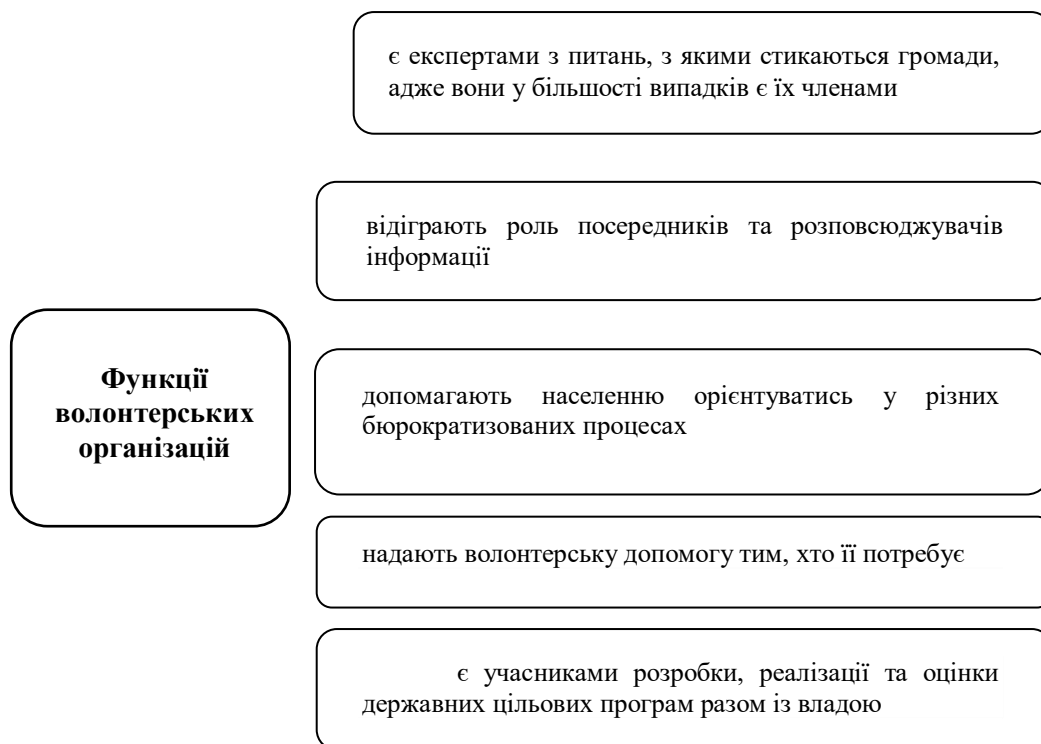 є експертами з питань, з якими стикаються громади,
адже вони у більшості випадків є їх членами
відіграють роль посередників та розповсюджувачів
інформації
Функції
волонтерських
організацій
допомагають населенню орієнтуватись у різних
бюрократизованих процесах
надають волонтерську допомогу тим, хто її потребує
є учасниками розробки, реалізації та оцінки
державних цільових програм разом із владою